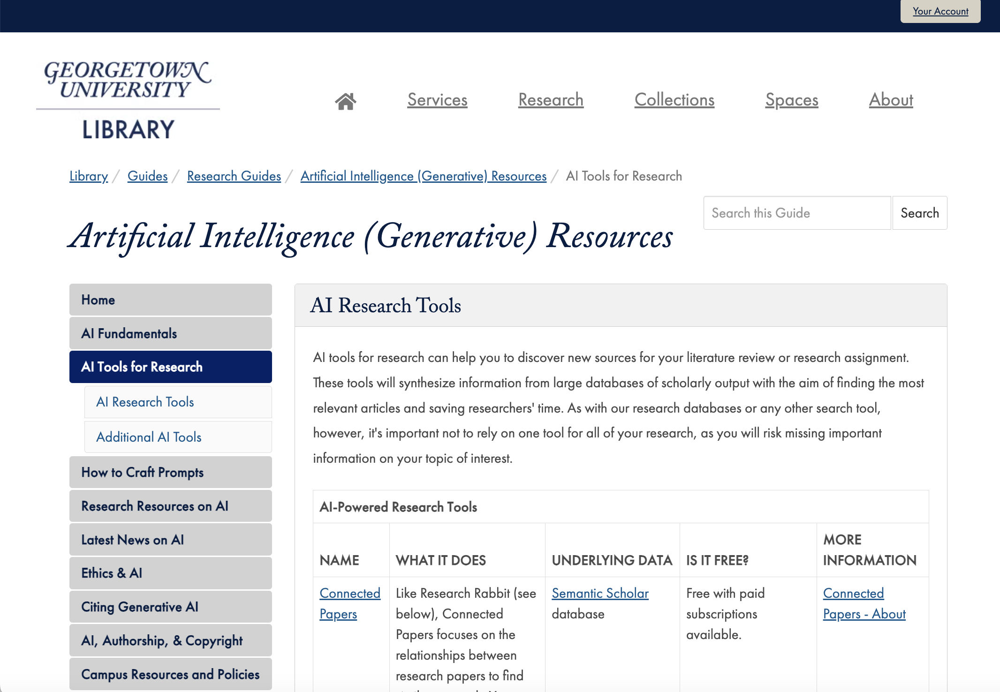 Your Account
GEORGETOWN
UNIVERSITY
LIBRARY
Services
Research
Collections
Spaces
About
Library / Guides / Research Guides / Artificial Intelligence (Generative) Resources / AI Tools for Research
Search this Guide
Search
Artificial Intelligence (Generative) Resources
Home
AI Fundamentals
AI Tools for Research
AI Research Tools
Additional AI Tools
How to Craft Prompts
Research Resources on AI
Latest News on AI
Ethics & AI
Citing Generative AI
AI, Authorship, & Copyright
Campus Resources and Policies
AI Research Tools
AI tools for research can help you to discover new sources for your literature review or research assignment.
These tools will synthesize information from large databases of scholarly output with the aim of finding the most
relevant articles and saving researchers' time. As with our research databases or any other search tool,
however, it's important not to rely on one tool for all of your research, as you will risk missing important
information on your topic of interest.
AI-Powered Research Tools
NAME
WHAT IT DOES
UNDERLYING DATA
IS IT FREE?
MORE
INFORMATION
Connected
Papers
Like Research Rabbit (see
below), Connected
Papers focuses on the
relationships between
research papers to find
Semantic Scholar
database
Free with paid
subscriptions
available.
Connected
Papers - About